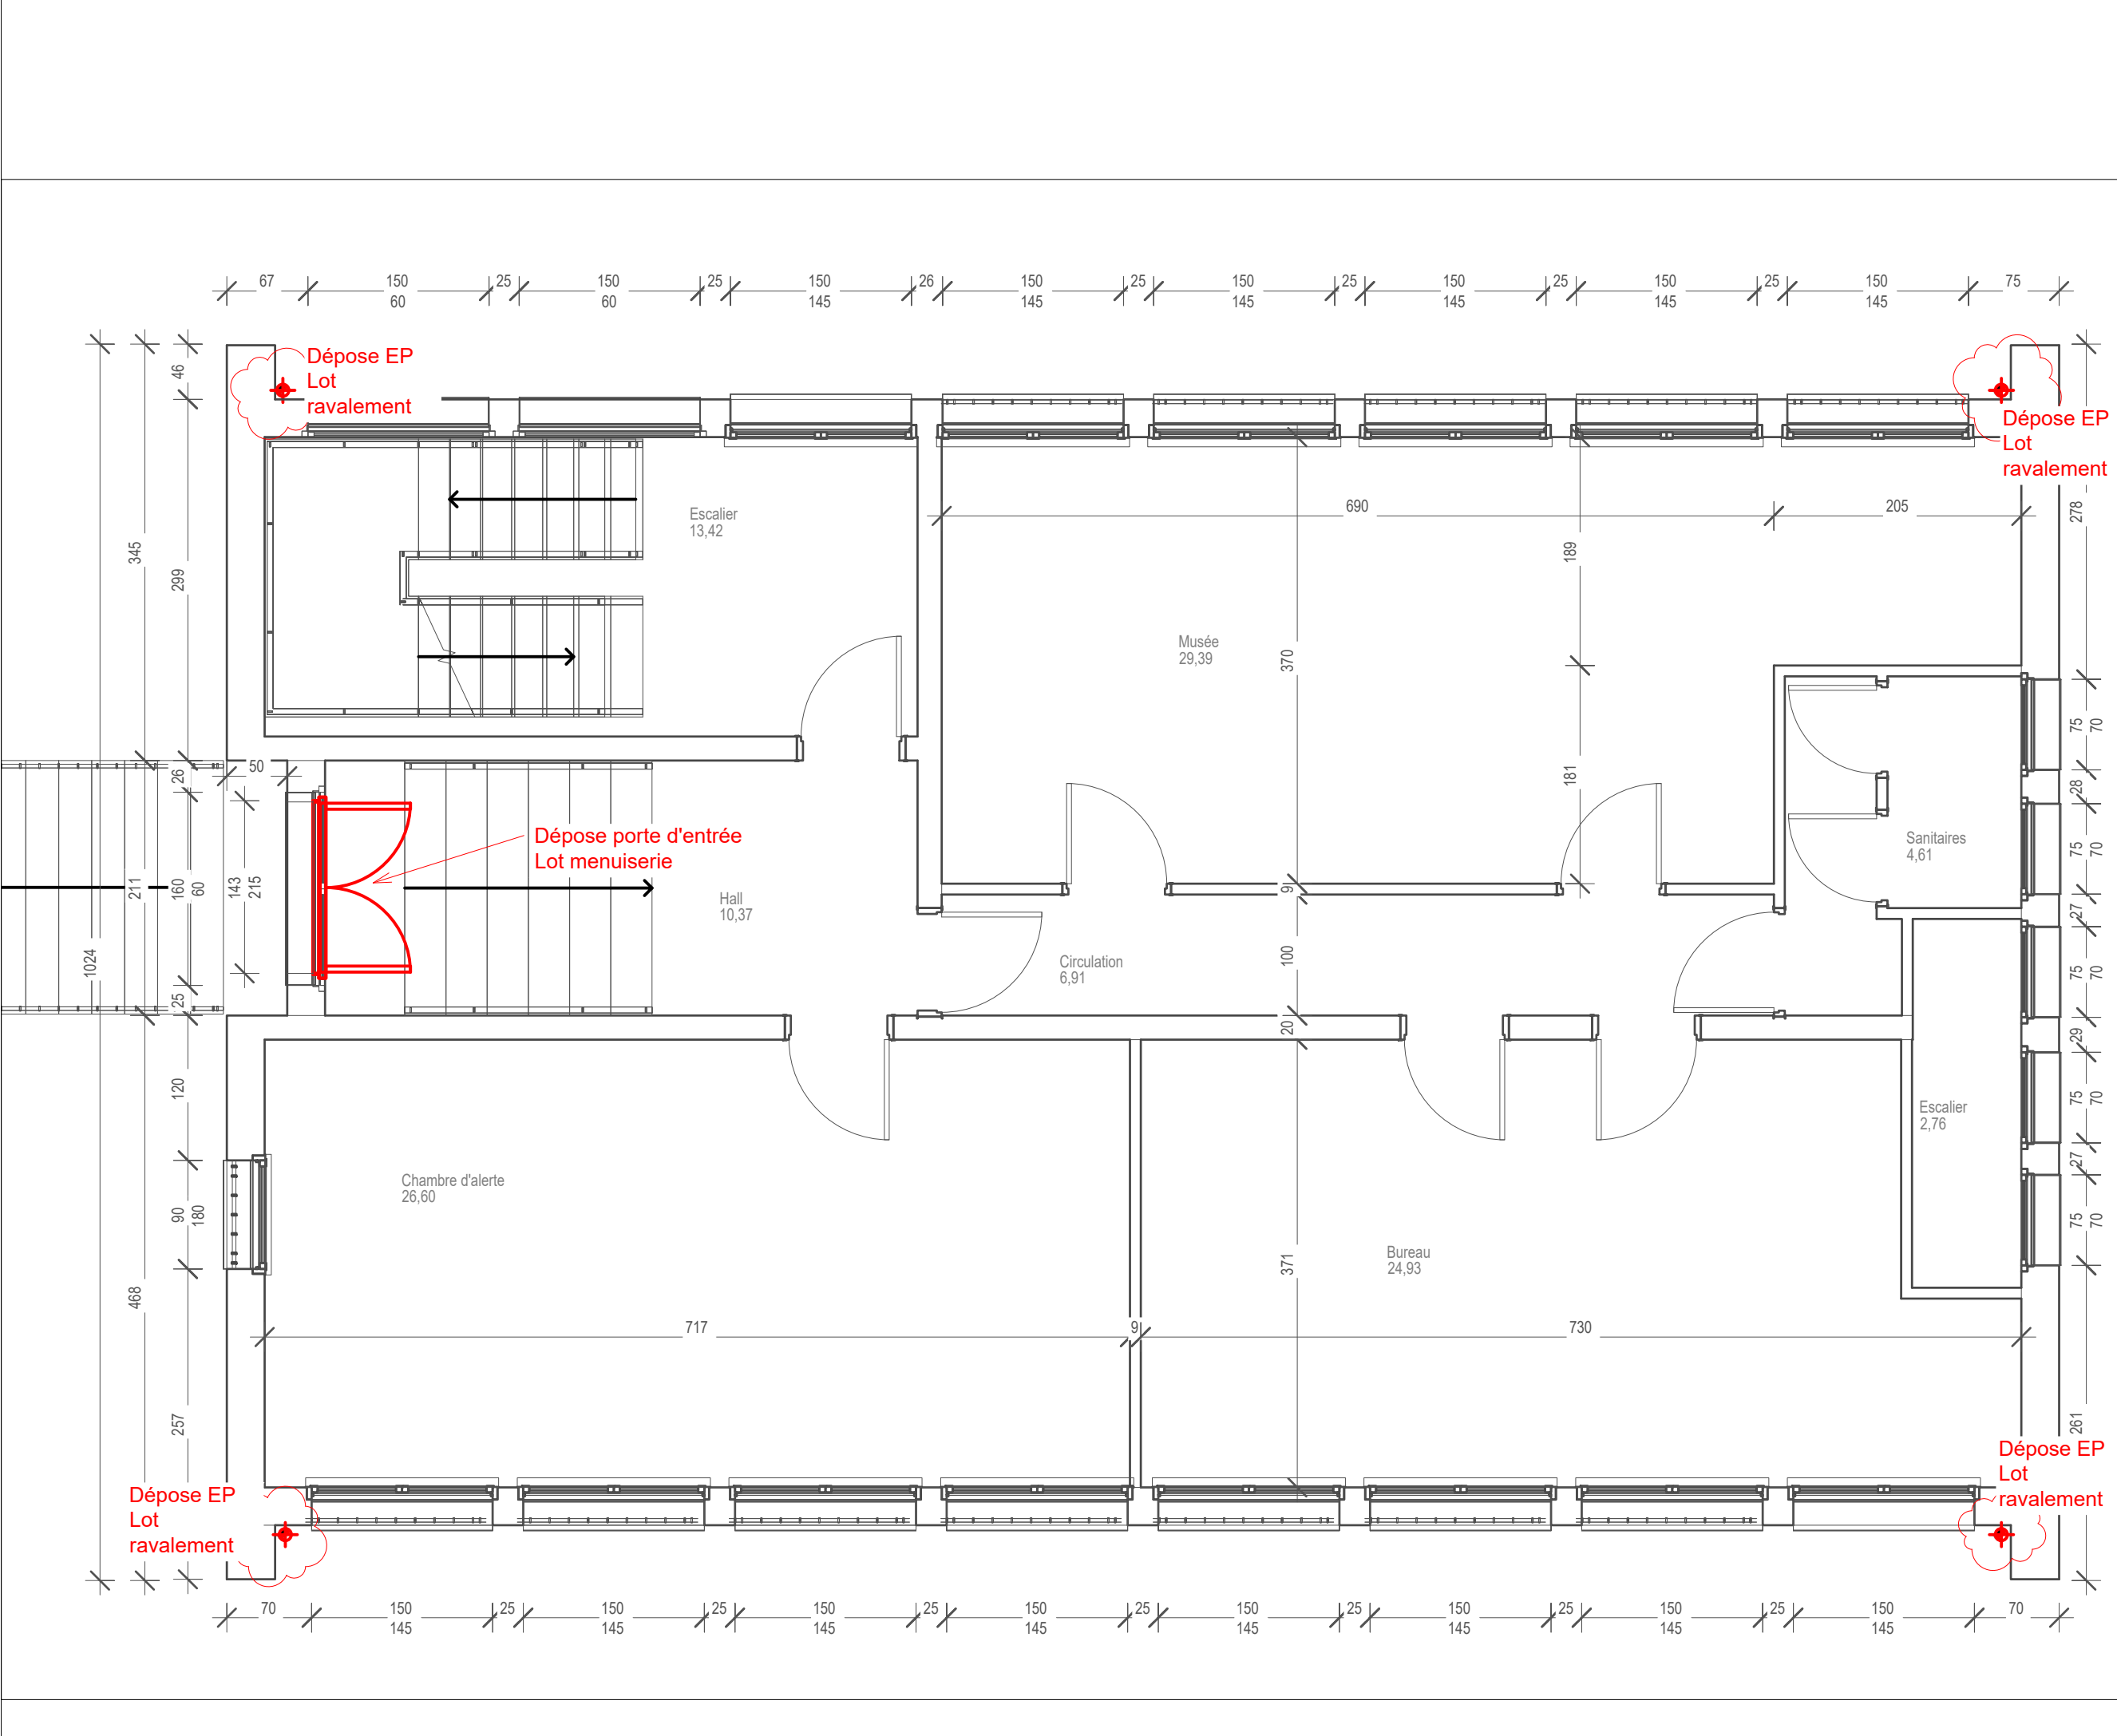 67 150 25 150 25 150 26 150 25 150 25 150 25 150 25 150 75
60 60 145 145 145 145 145 145
Dépose EP
Lot
ravalement
Dépose EP
Lot
ravalement
46
345
299
278
Escalier
13,42
690
205
189
Musée
29,39
370
181
75
70
28
50
26
Dépose porte d'entrée
Lot menuiserie
Sanitaires
4,61
75
70
211
160
60
143
215
Hall
10,37
9
27
1024
Circulation
6,91
100
75
70
25
20
29
120
Escalier
2,76
75
70
27
Chambre d'alerte
26,60
90
180
75
70
Bureau
24,93
371
468
717
9
730
257
261
Dépose EP
Lot
ravalement
Dépose EP
Lot
ravalement
70 150 25 150 25 150 25 150 25 150 25 150 25 150 25 150 70
145 145 145 145 145 145 145 145